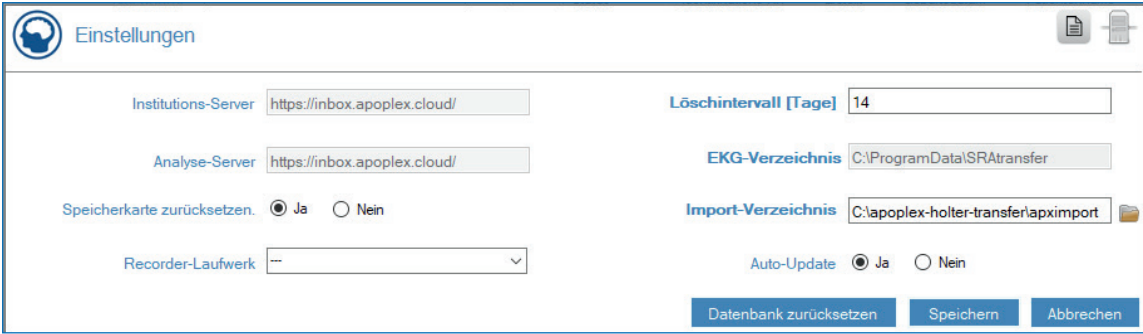 Einstellungen
Institutions-Server https://inbox.apoplex.cloud/
Löschintervall [Tage] 14
Analyse-Server https://inbox.apoplex.cloud/
EKG-Verzeichnis C:\ProgramData\SRAtransfer
Speicherkarte zurücksetzen. Ja Nein
Import-Verzeichnis C:\apoplex-holter-transfer\apximport
Recorder-Laufwerk ---
Auto-Update Ja Nein
Datenbank zurücksetzen Speichern Abbrechen